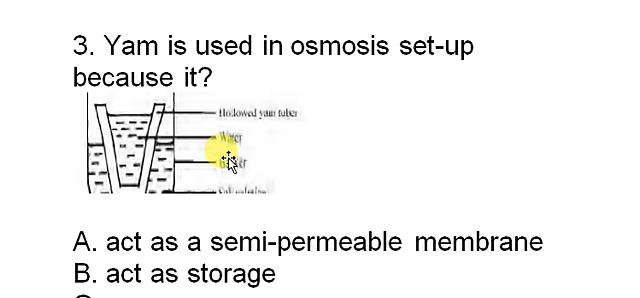 3. Yam is used in osmosis set-up
because it?
Hollowed yam tuber
Water
A. act as a semi-permeable membrane
B. act as storage